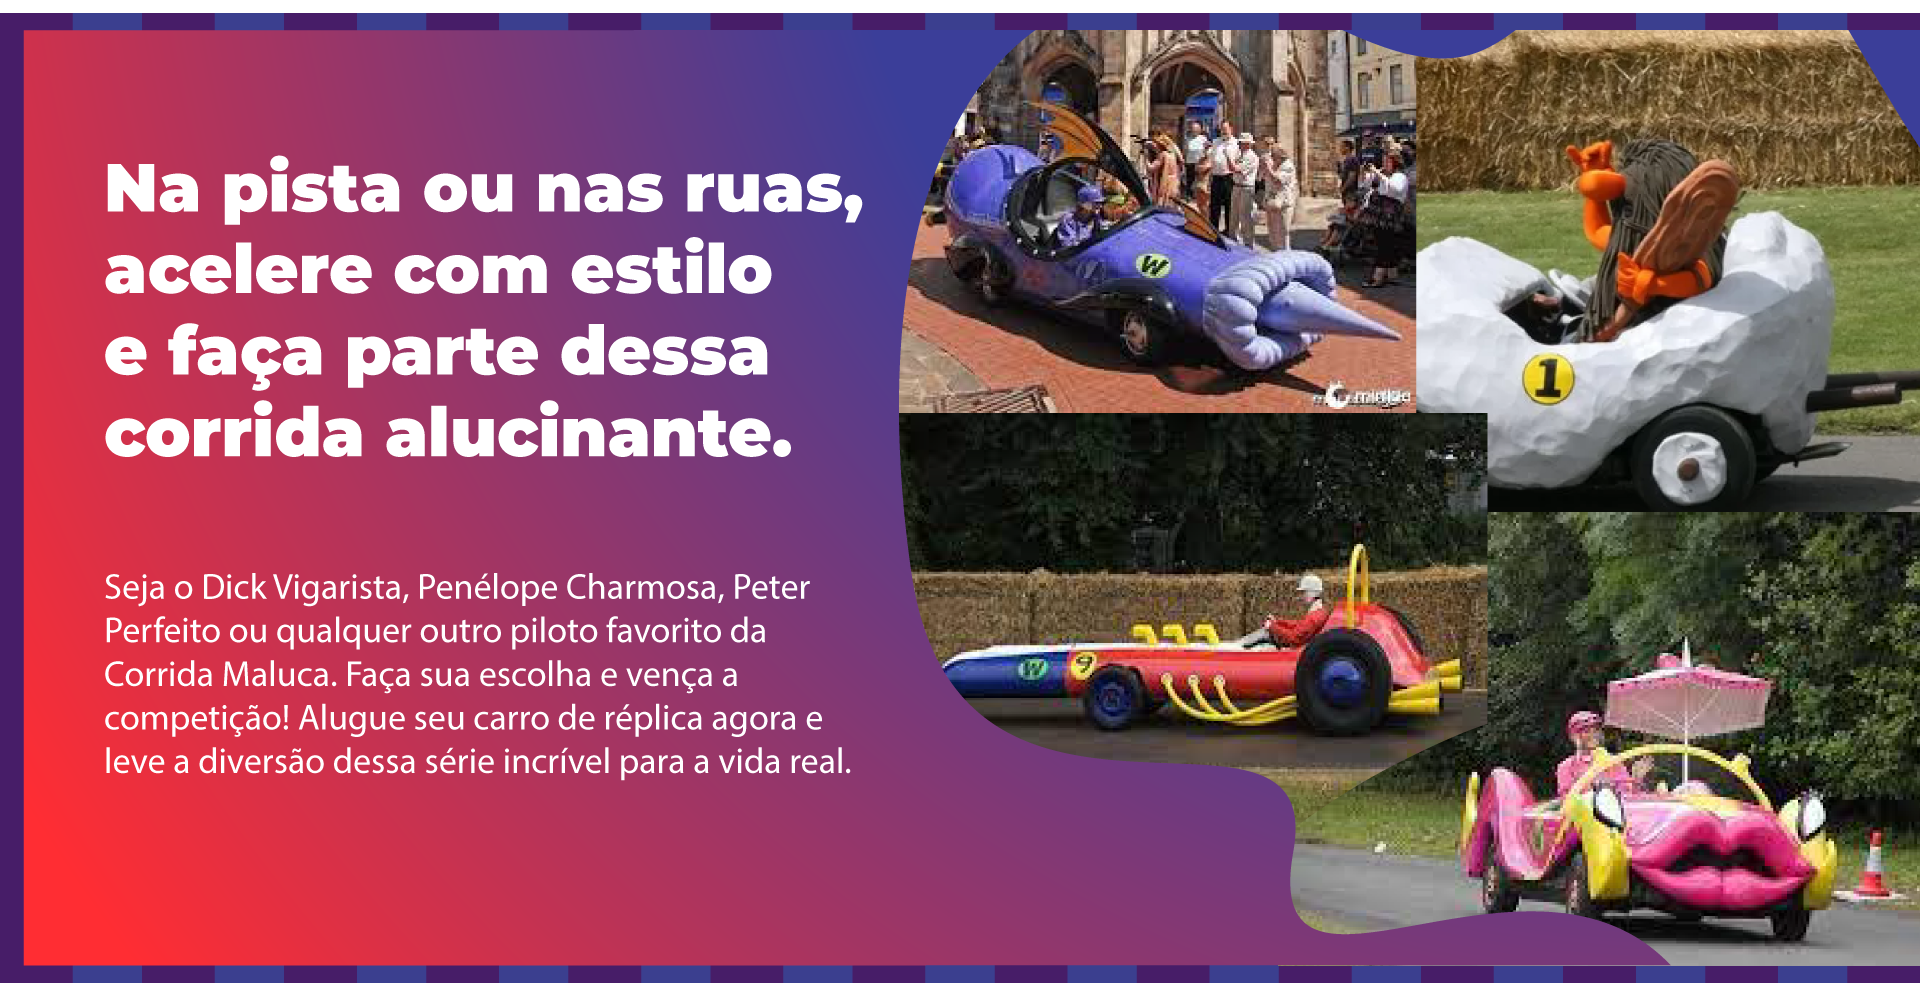 Na pista ou nas ruas,
acelere com estilo
e faça parte dessa
corrida alucinante.
Seja o Dick Vigarista, Penélope Charmosa, Peter
Perfeito ou qualquer outro piloto favorito da
Corrida Maluca. Faça sua escolha e vença a
competição! Alugue seu carro de réplica agora e
leve a diversão dessa série incrível para a vida real.
W
1
W 9